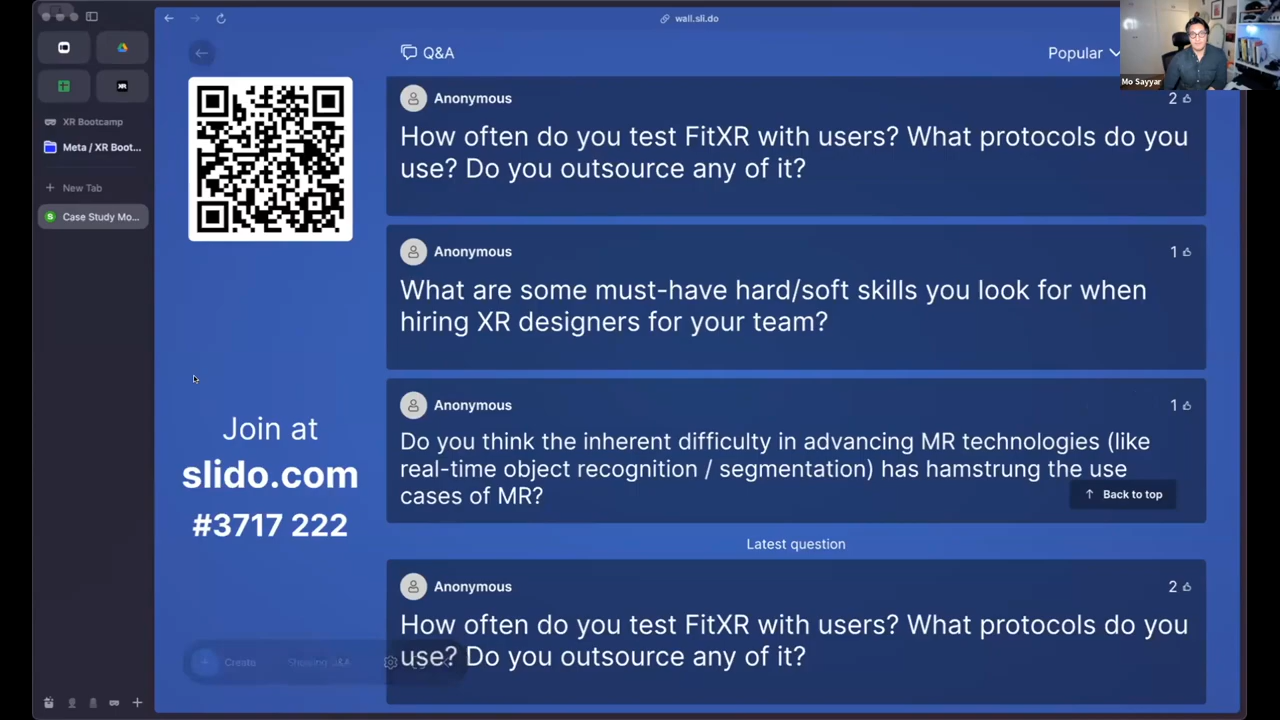 wall.sli.do
Q&A
Popular
Mo Sayyar
XR
XR Bootcamp
Meta / XR Boot...
New Tab
Case Study Mo...
Anonymous
2
How often do you test FitXR with users? What protocols do you
use? Do you outsource any of it?
Anonymous
1
What are some must-have hard/soft skills you look for when
hiring XR designers for your team?
Anonymous
1
Do you think the inherent difficulty in advancing MR technologies (like
real-time object recognition / segmentation) has hamstrung the use
cases of MR?
Back to top
Join at
slido.com
#3717 222
Latest question
Anonymous
2
How often do you test FitXR with users? What protocols do you
use? Do you outsource any of it?
Create
Showing Q&A